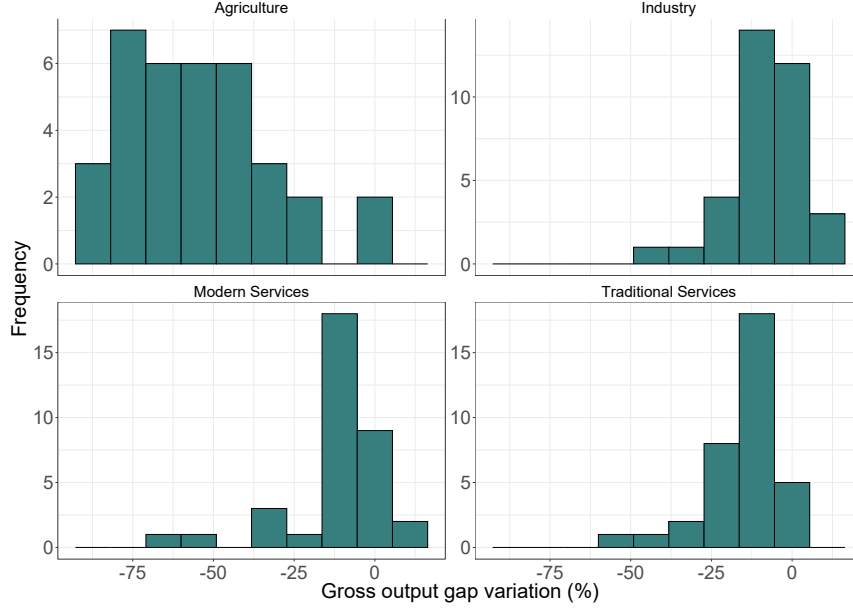 Agriculture
Industry
6
4
2
0
10
5
0
Frequency
Modern Services
Traditional Services
15
10
5
0
15
10
5
0
-75 -50 -25 0
-75 -50 -25 0
Gross output gap variation (%)